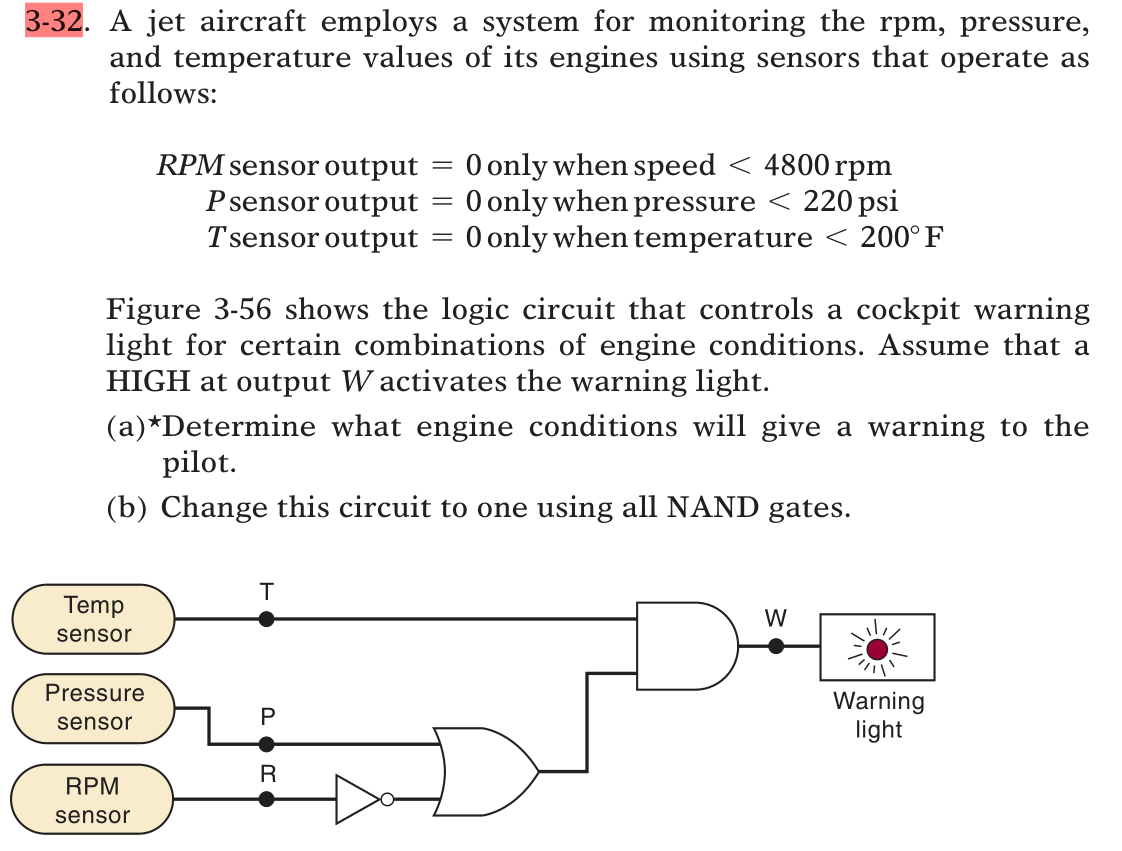 3-32. A jet aircraft employs a system for monitoring the rpm, pressure,
and temperature values of its engines using sensors that operate as
follows:
RPM sensor output = 0 only when speed < 4800 rpm
P sensor output = 0 only when pressure < 220 psi
T sensor output = 0 only when temperature < 200°F
Figure 3-56 shows the logic circuit that controls a cockpit warning
light for certain combinations of engine conditions. Assume that a
HIGH at output W activates the warning light.
(a)*Determine what engine conditions will give a warning to the
pilot.
(b) Change this circuit to one using all NAND gates.
Temp
sensor
T
W
Pressure
sensor
P
Warning
light
R
RPM
sensor